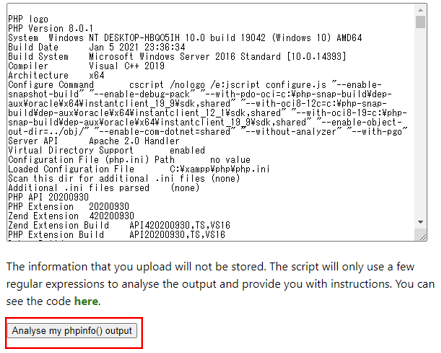 PHP logo
PHP Version 8.0.1
System  Windows NT DESKTOP-HBQ05IH 10.0 build 19042 (Windows 10) AMD64
Build Date      Jan 5 2021 23:36:34
Build System    Microsoft Windows Server 2016 Standard [10.0.14393]
Compiler        Visual C++ 2019
Architecture    x64
Configure Command       cscript /nologo /e:jscript configure.js "--enable-
snapshot-build" "--enable-debug-pack" "--with-pdo-oci=c:¥php-snap-build¥dep-
aux¥oracle¥x64¥instantclient_19_9¥sdk,shared" "--with-oci8-12c=c:¥php-snap-
build¥dep-aux¥oracle¥x64¥instantclient_12_1¥sdk,shared" "--with-oci8-19=c:¥php-
snap-build¥dep-aux¥oracle¥x64¥instantclient_19_9¥sdk,shared" "--enable-object-
out-dir=../obj/" "--enable-com-dotnet=shared" "--without-analyzer" "--with-pgo"
Server API      Apache 2.0 Handler
Virtual Directory Support       enabled
Configuration File (php.ini) Path       no value
Loaded Configuration File       C:¥xampp¥php¥php.ini
Scan this dir for additional .ini files (none)
Additional .ini files parsed    (none)
PHP API 20200930
PHP Extension   20200930
Zend Extension  420200930
Zend Extension Build    API420200930,TS,VS16
PHP Extension Build     API20200930,TS,VS16
The information that you upload will not be stored. The script will only use a few
regular expressions to analyse the output and provide you with instructions. You can
see the code here.
Analyse my phpinfo() output